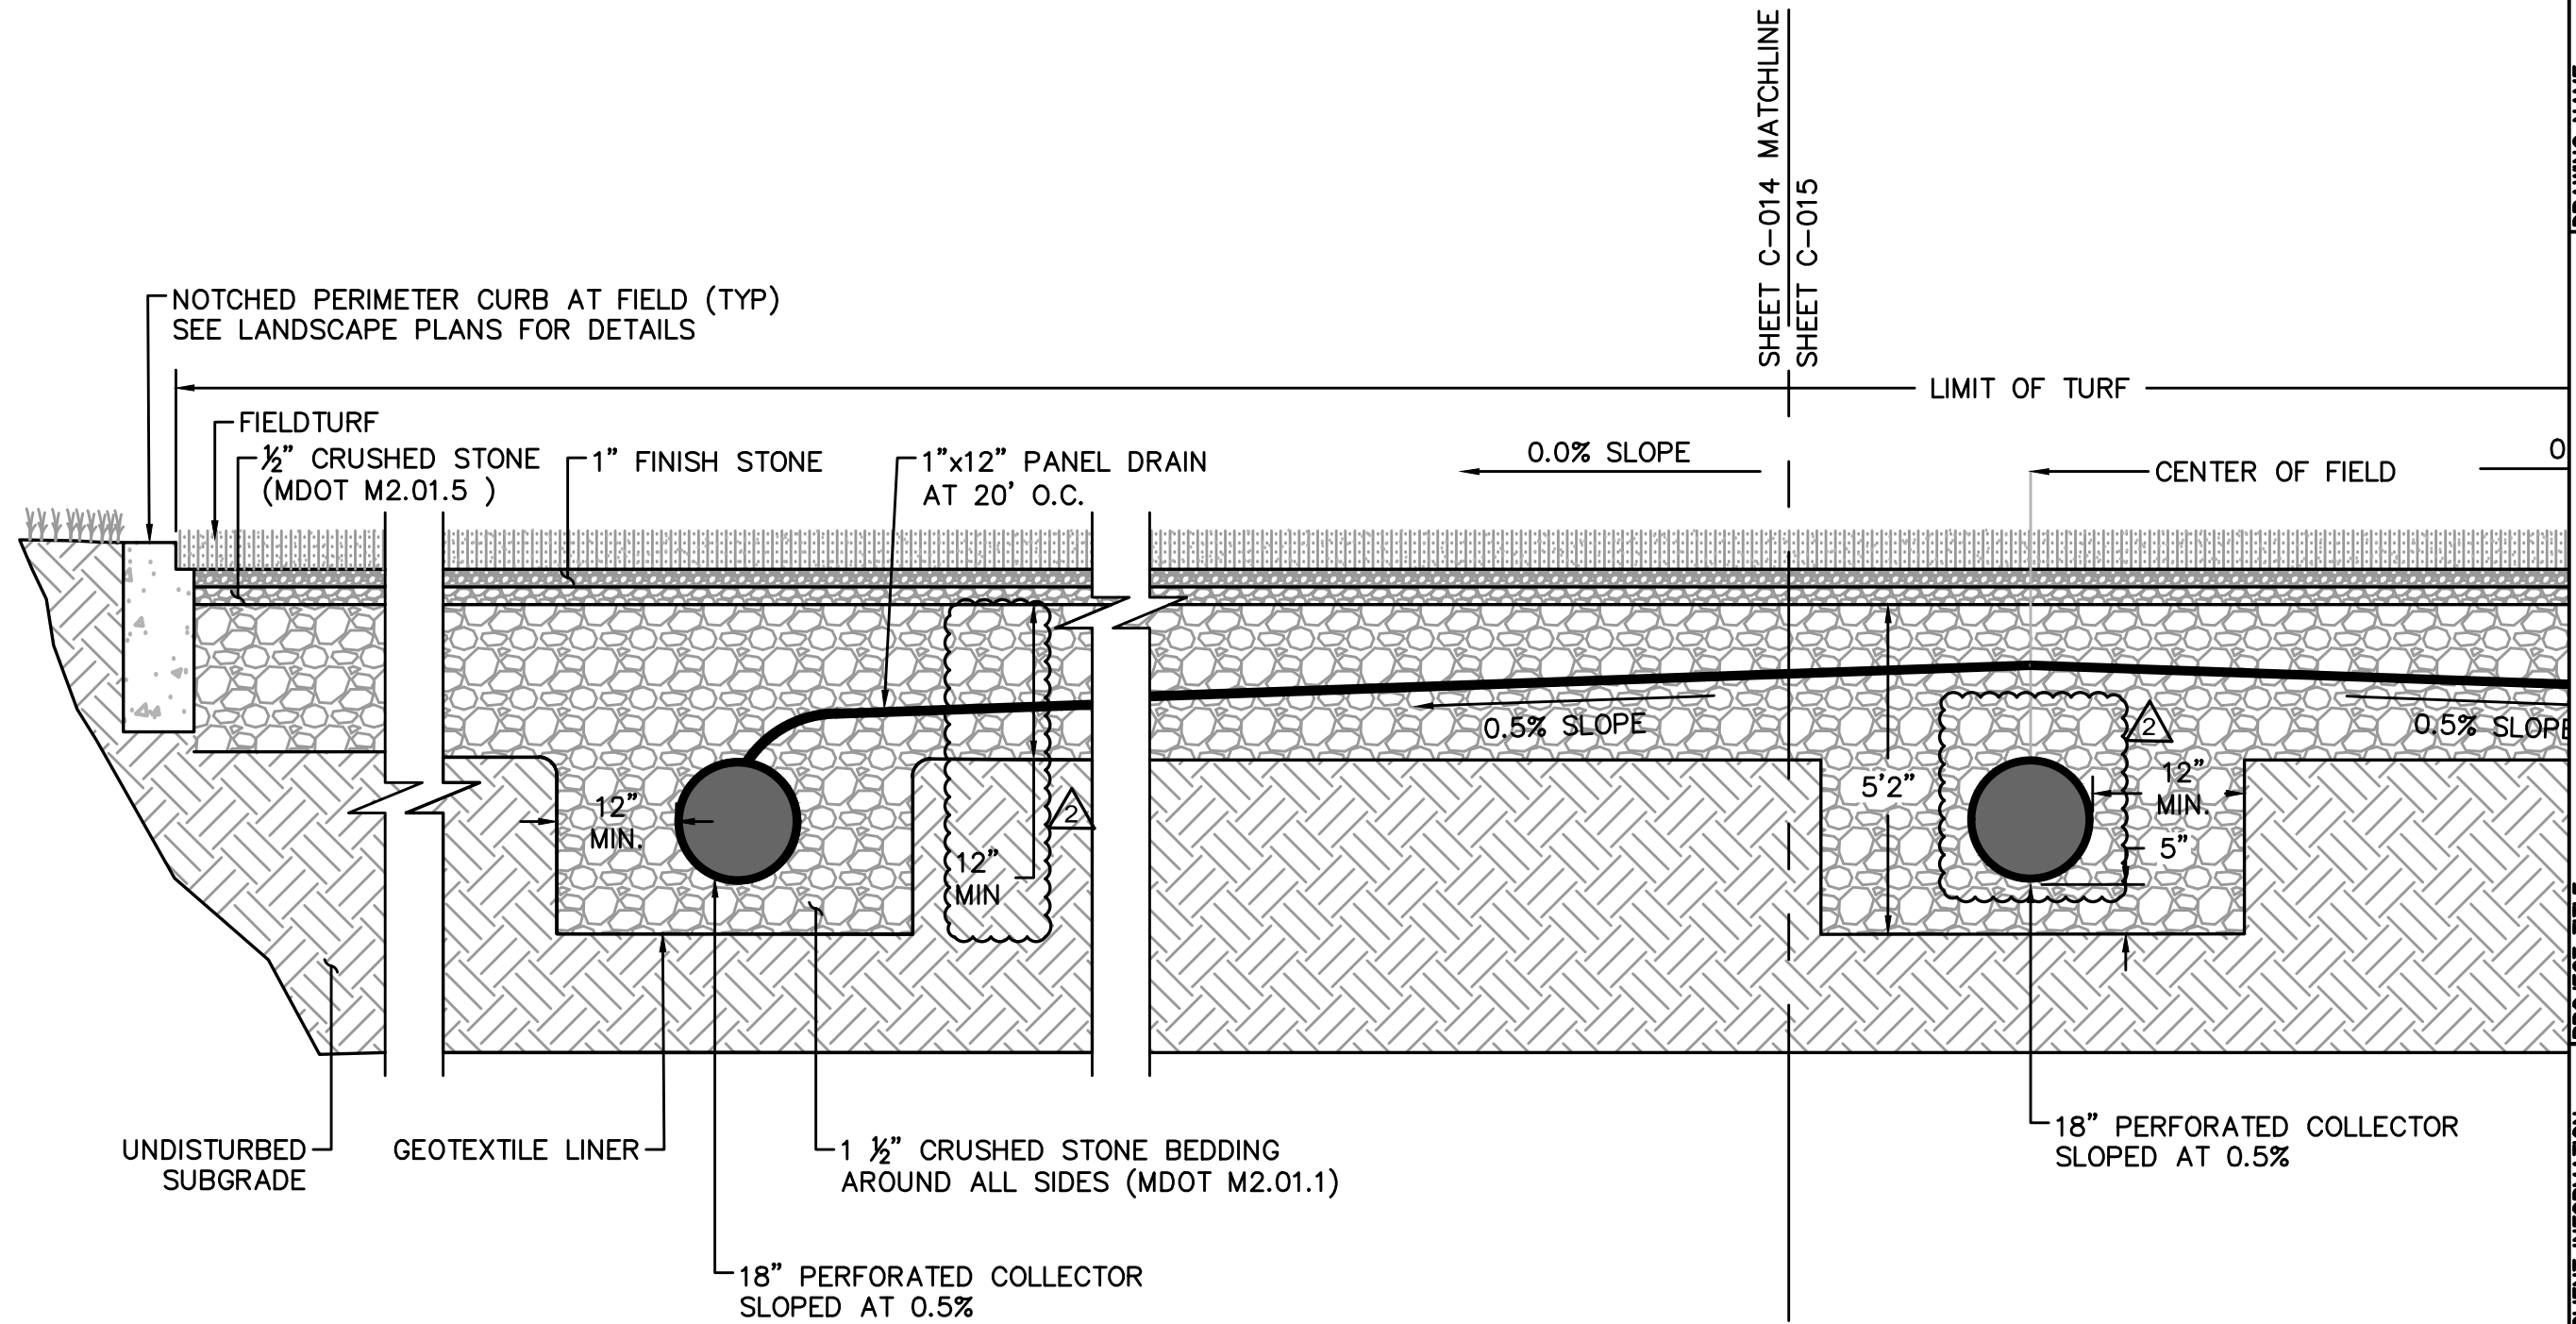 SHEET C-014 MATCHLINE
SHEET C-015
NOTCHED PERIMETER CURB AT FIELD (TYP)
SEE LANDSCAPE PLANS FOR DETAILS
LIMIT OF TURF
FIELDTURF
½" CRUSHED STONE
(MDOT M2.01.5 )
1" FINISH STONE
1"x12" PANEL DRAIN
AT 20' O.C.
0.0% SLOPE
CENTER OF FIELD
0
0.5% SLOPE
0.5% SLOPE
2
12"
MIN.
12"
MIN
2
5'2"
12"
MIN.
5"
UNDISTURBED
SUBGRADE
GEOTEXTILE LINER
1 ½" CRUSHED STONE BEDDING
AROUND ALL SIDES (MDOT M2.01.1)
18" PERFORATED COLLECTOR
SLOPED AT 0.5%
18" PERFORATED COLLECTOR
SLOPED AT 0.5%